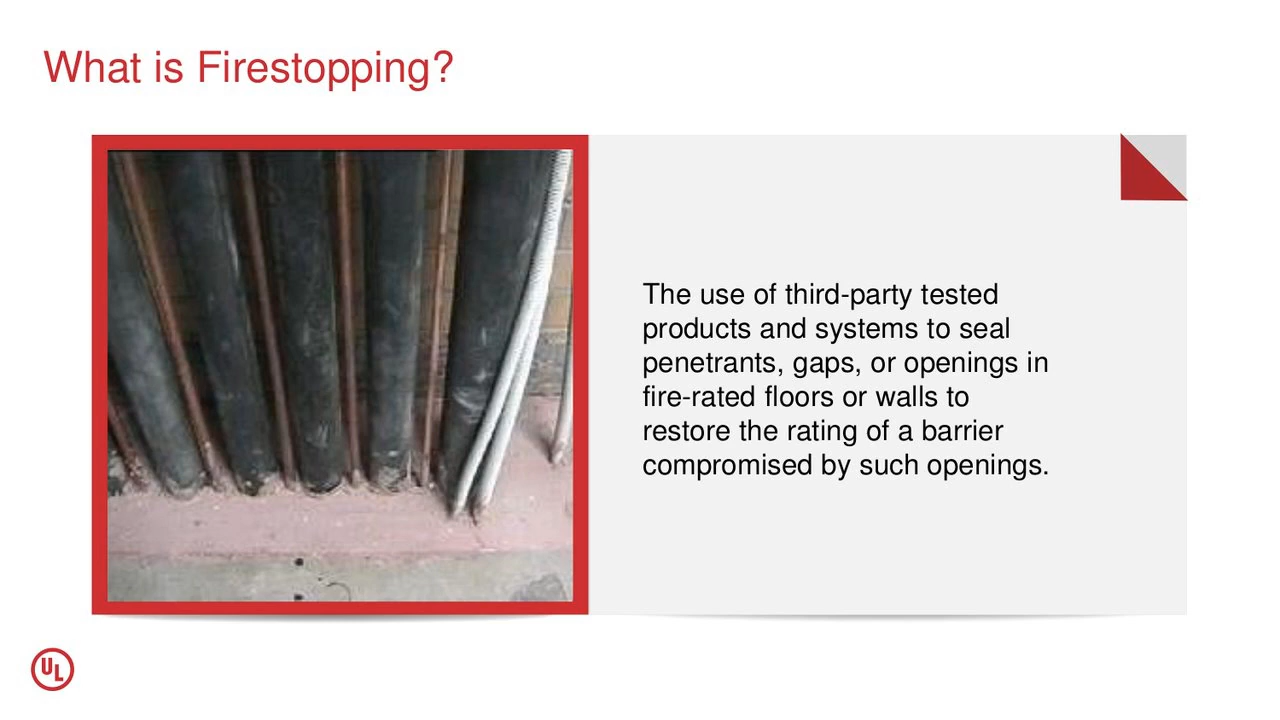 What is Firestopping?
The use of third-party tested
products and systems to seal
penetrants, gaps, or openings in
fire-rated floors or walls to
restore the rating of a barrier
compromised by such openings.
UL